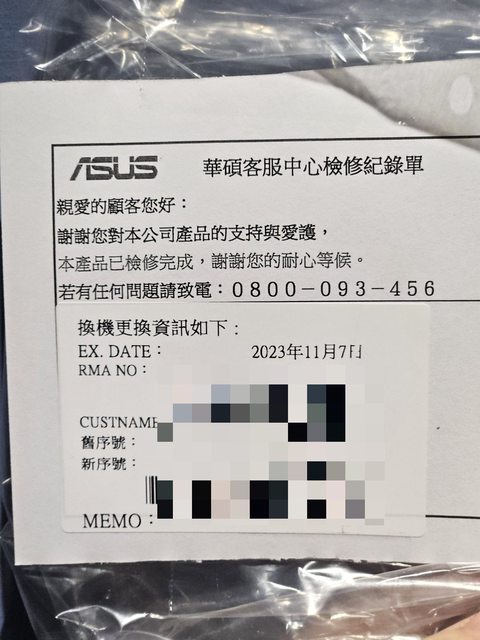 ASUS 華碩客服中心檢修紀錄單
親愛的顧客您好：
謝謝您對本公司產品的支持與愛護，
本產品已檢修完成，謝謝您的耐心等候。
若有任何問題請致電：0800-093-456
換機更換資訊如下：
EX. DATE： 2023年11月7日
RMA NO：
CUSTNAME
舊序號：
新序號：
MEMO：